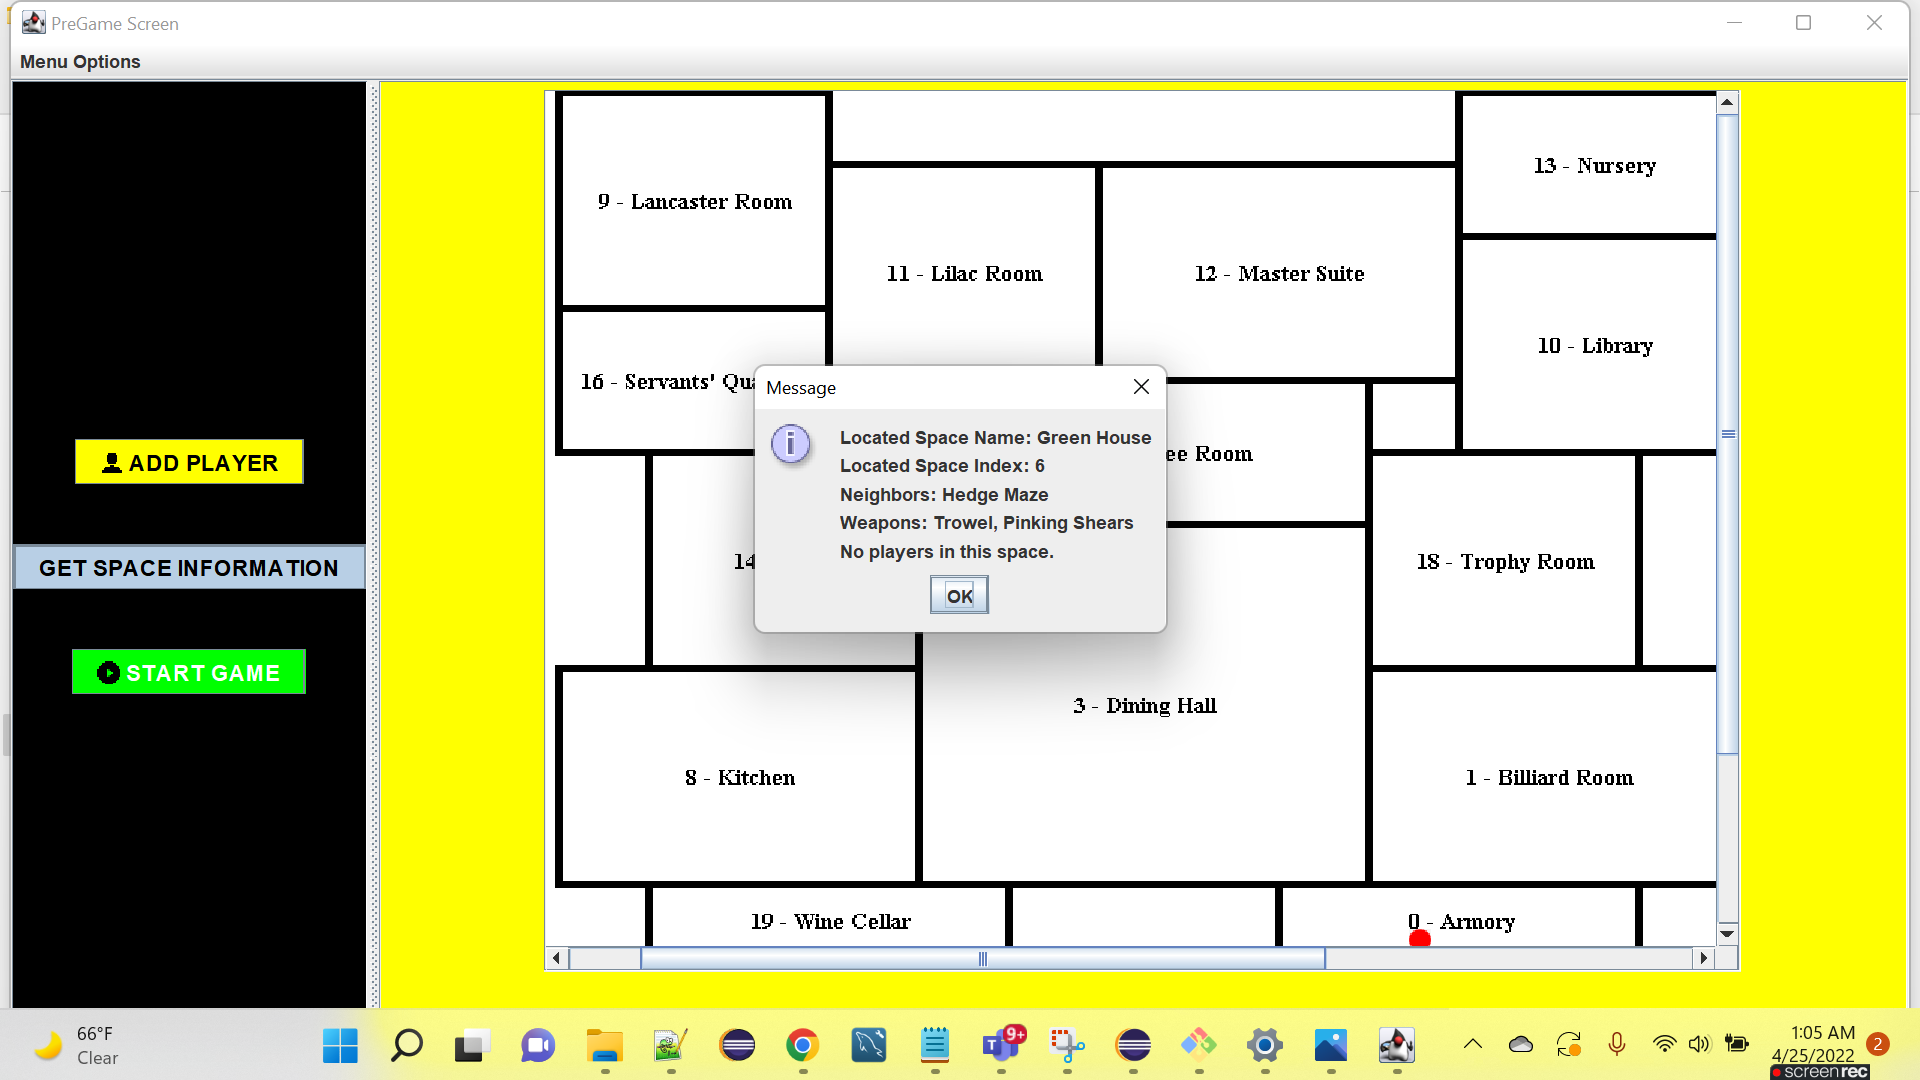 PreGame Screen
Menu Options
13 - Nursery
9 - Lancaster Room
11 - Lilac Room
12 - Master Suite
10 - Library
16 - Servants'
Message
Located Space Name: Green House
Located Space Index: 6
Neighbors: Hedge Maze
Weapons: Trowel, Pinking Shears
No players in this space.
OK
ee Room
ADD PLAYER
14
18 - Trophy Room
GET SPACE INFORMATION
START GAME
3 - Dining Hall
8 - Kitchen
1 - Billiard Room
19 - Wine Cellar
0 - Armory
66°F
Clear
9+
1:05 AM
4/25/2022
2
screenrec